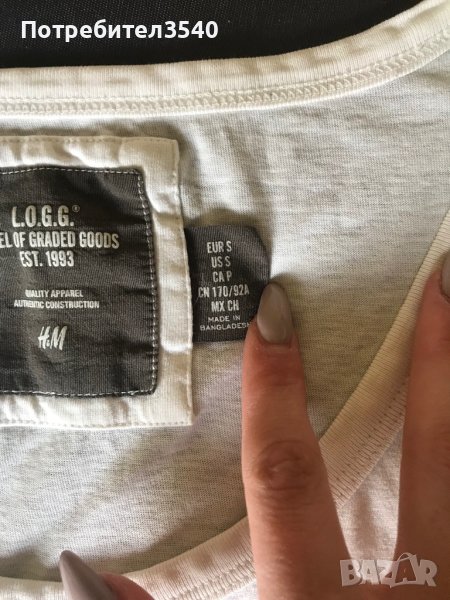 Потребител3540
L.O.G.G.®
EL OF GRADED GOODS
EST. 1993
QUALITY APPAREL
AUTHENTIC CONSTRUCTION
H&M
EUR S
US S
CA P
CN 170/92A
MX CH
MADE IN
BANGLADESH
BAZAR